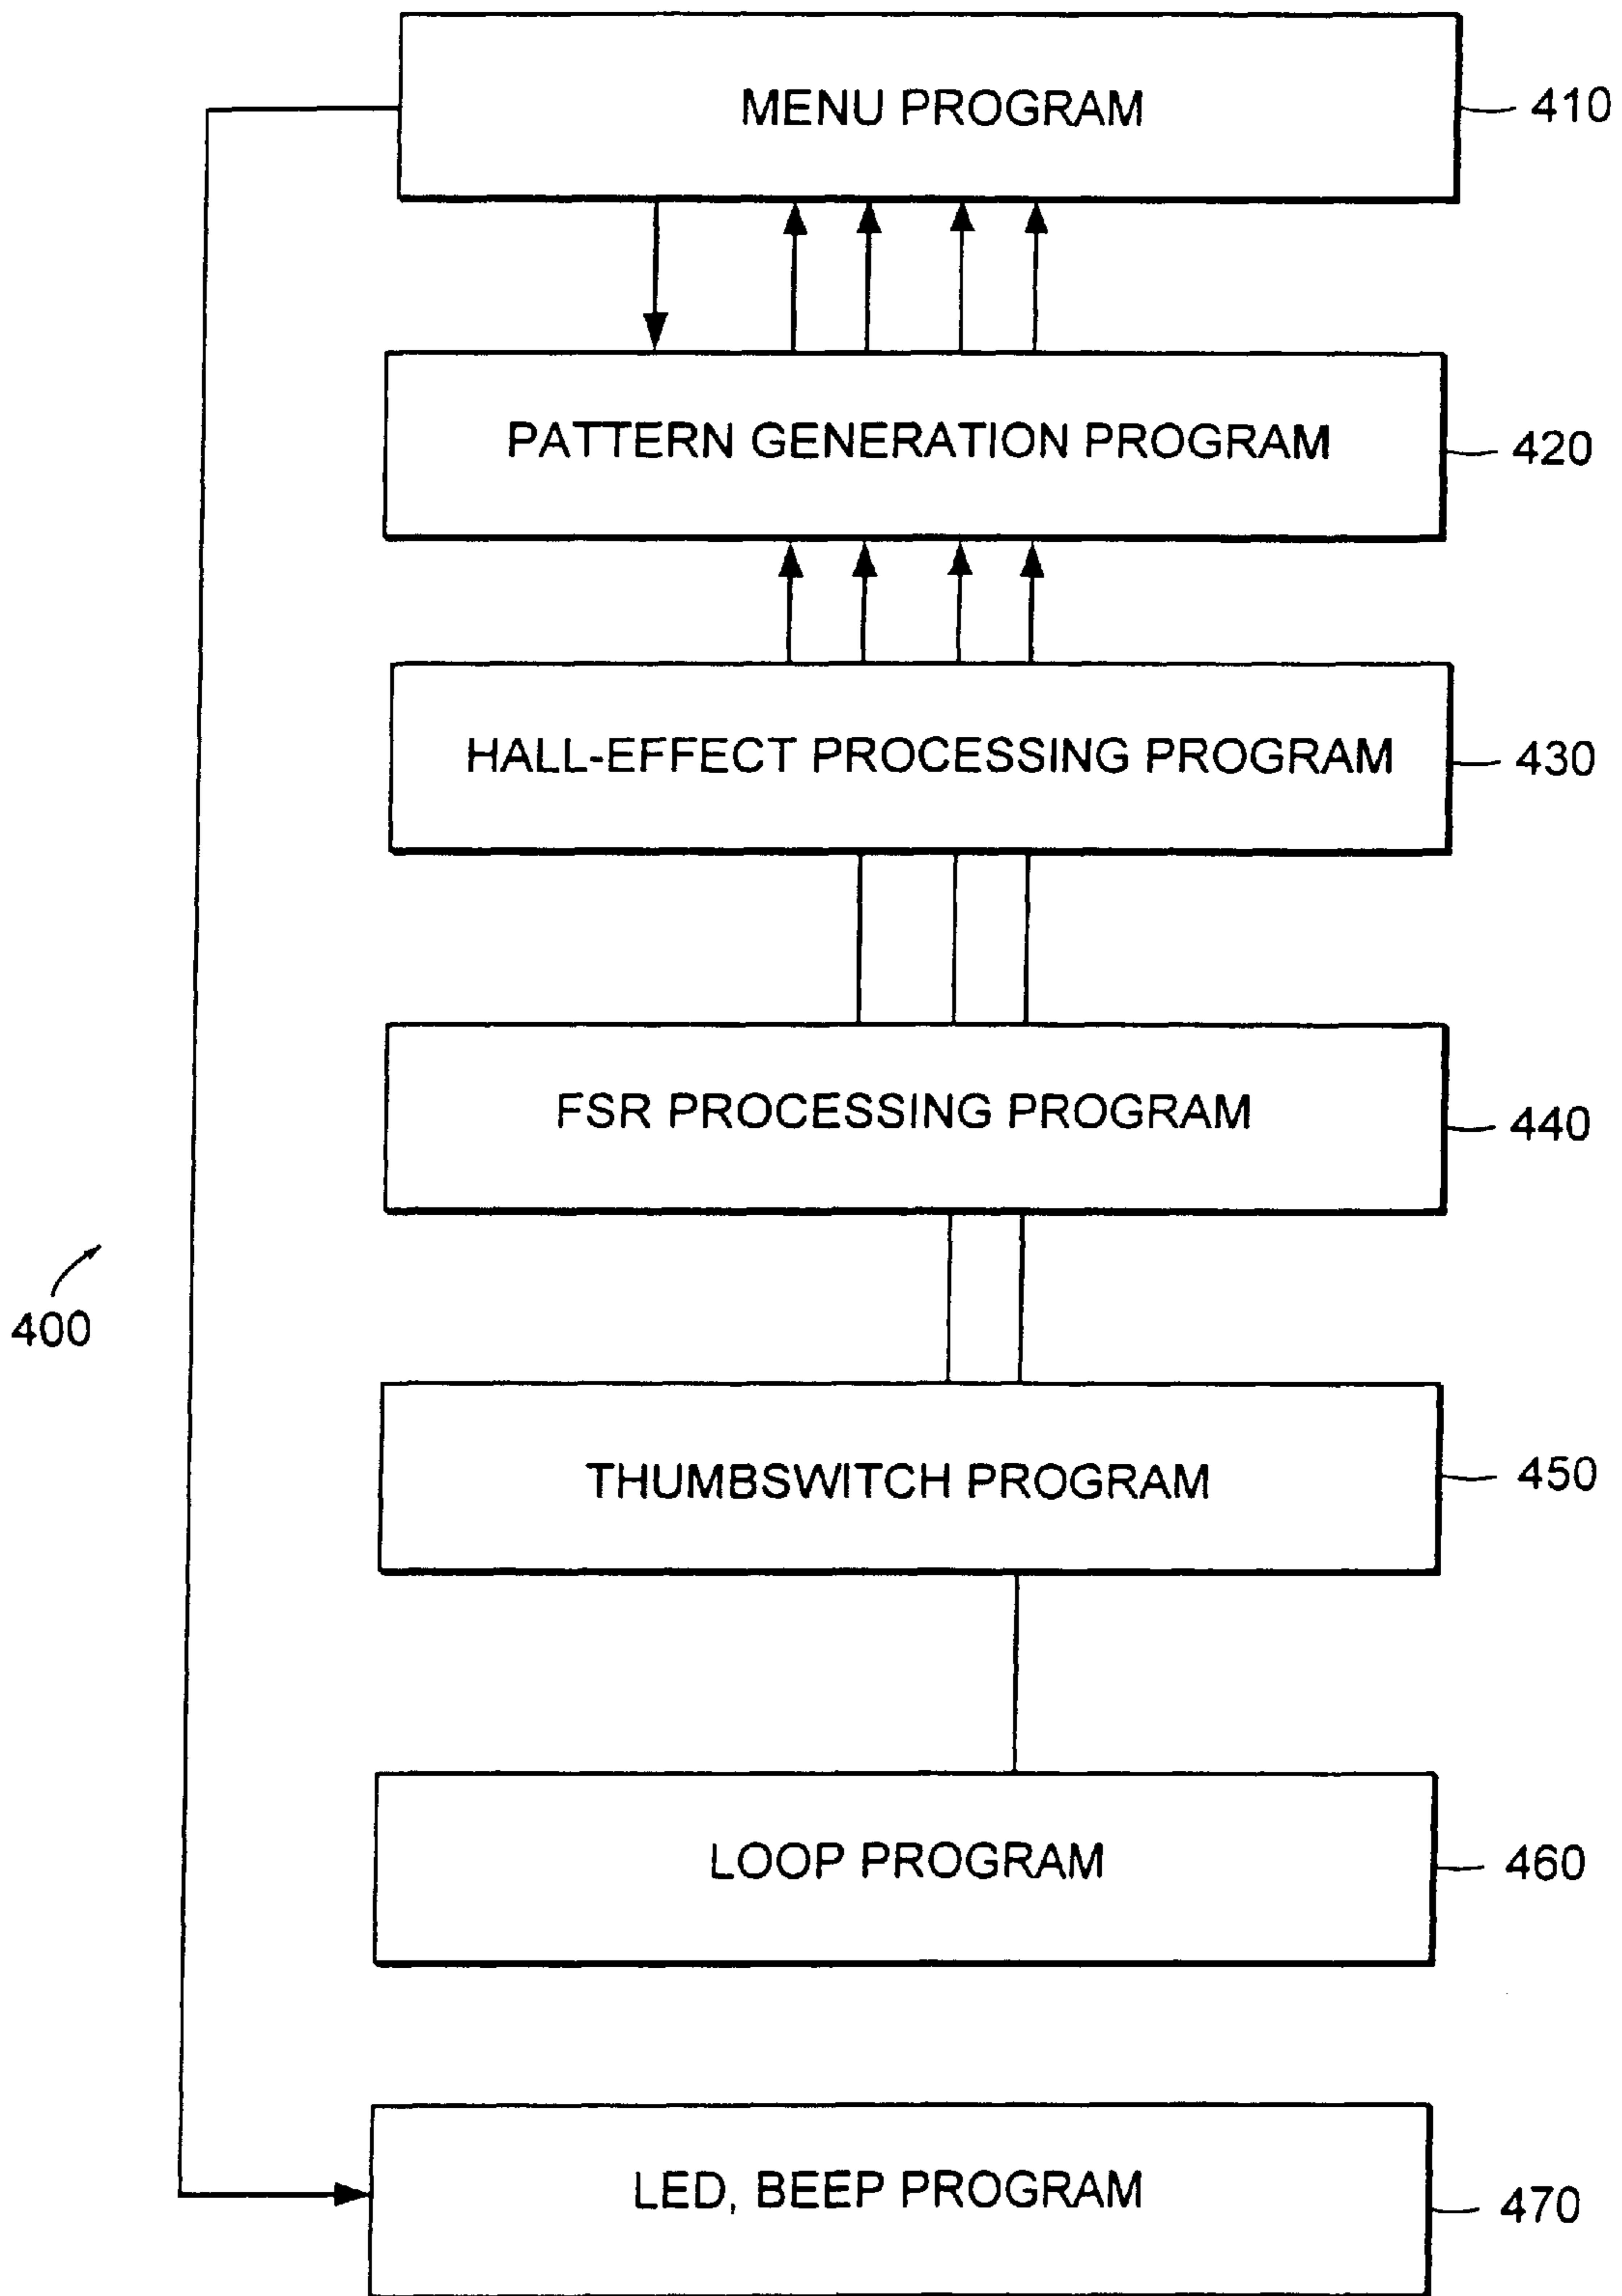 MENU PROGRAM
410
PATTERN GENERATION PROGRAM
420
HALL-EFFECT PROCESSING PROGRAM
430
FSR PROCESSING PROGRAM
440
400
THUMBSWITCH PROGRAM
450
LOOP PROGRAM
460
LED, BEEP PROGRAM
470